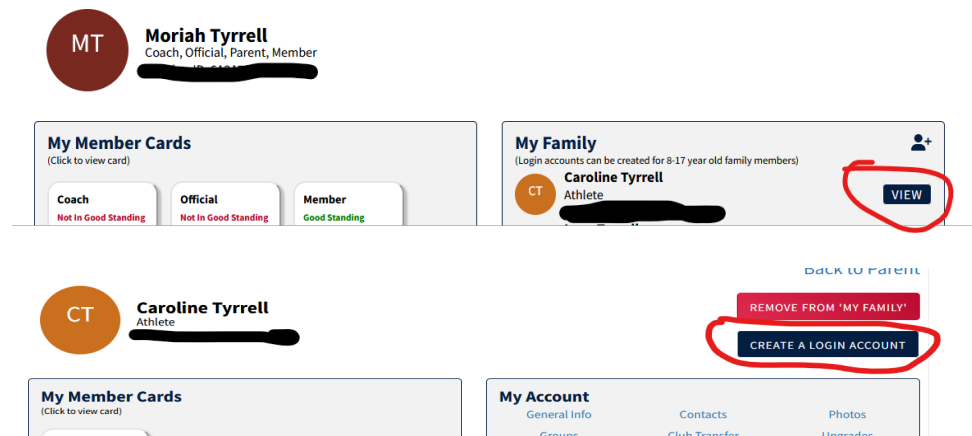 MT
Moriah Tyrrell
Coach, Official, Parent, Member
My Member Cards
(Click to view card)
Coach
Not In Good Standing
Official
Not In Good Standing
Member
Good Standing
My Family
(Login accounts can be created for 8-17 year old family members)
CT
Caroline Tyrrell
Athlete
VIEW
Back to Parent
CT
Caroline Tyrrell
Athlete
REMOVE FROM 'MY FAMILY'
CREATE A LOGIN ACCOUNT
My Member Cards
(Click to view card)
My Account
General Info
Contacts
Photos
Groups
Club Transfer
Upgrades